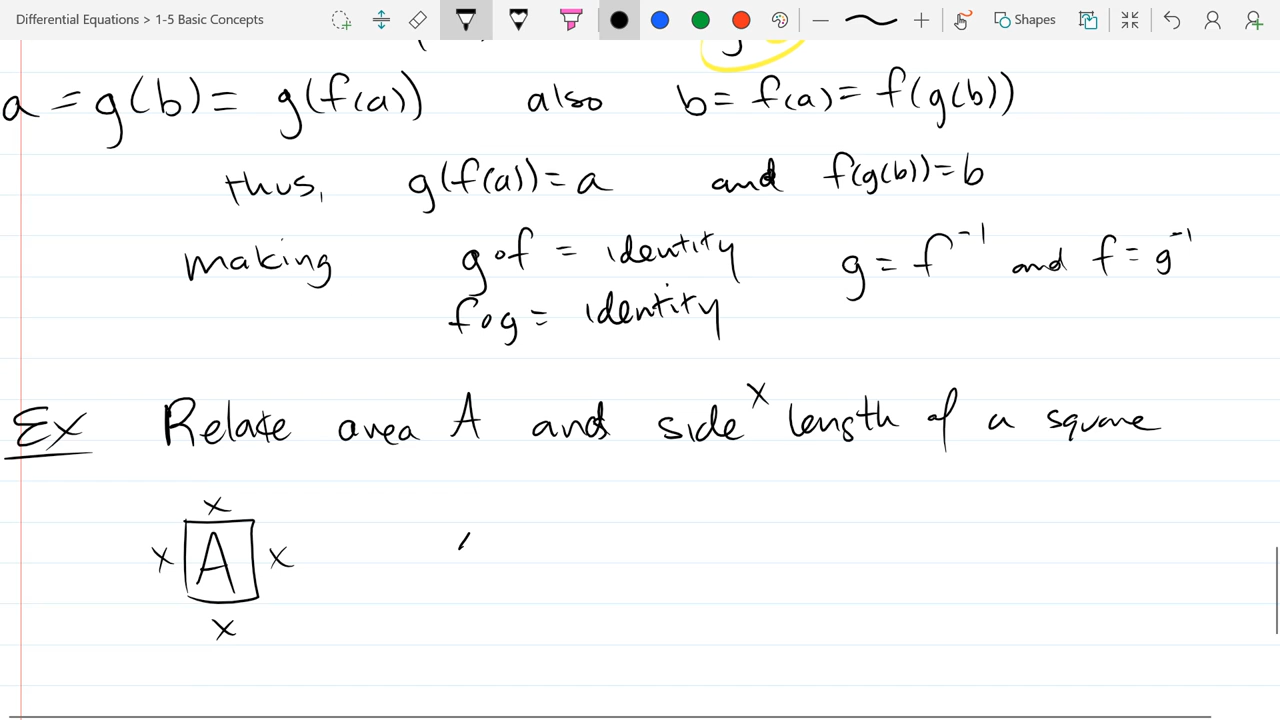 Differential Equations > 1-5 Basic Concepts
Shapes
a = g(b) = g(f(a)) also b = f(a) = f(g(b))
thus, g(f(a)) = a and f(g(b)) = b
making g∘f = identity g = f⁻¹ and f = g⁻¹
f∘g = identity
Ex Relate area A and side x length of a square
x
x A x
x